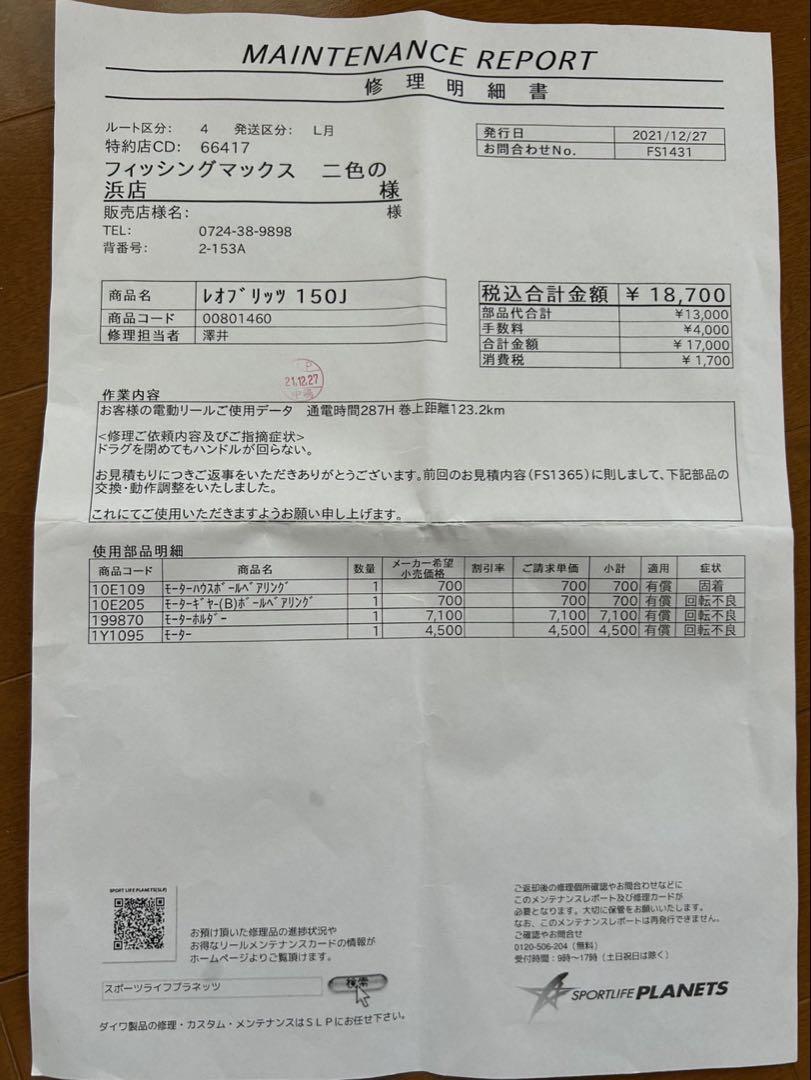 MAINTENANCE REPORT
修理明細書
ルート区分： 4 発送区分： L月
特約店CD： 66417
フィッシングマックス 二色の
浜店 様
販売店様名： 様
TEL： 0724-38-9898
背番号： 2-153A
発行日 2021/12/27
お問合わせNo. FS1431
商品名 ﾚｵﾌﾞﾘｯﾂ 150J
商品コード 00801460
修理担当者 澤井
税込合計金額 ¥ 18,700
部品代合計 ¥13,000
手数料 ¥4,000
合計金額 ¥ 17,000
消費税 ¥ 1,700
21.12.27
作業内容
お客様の電動リールご使用データ 通電時間287H 巻上距離123.2km
<修理ご依頼内容及びご指摘症状>
ドラグを閉めてもハンドルが回らない。
お見積もりにつきご返事をいただきありがとうございます。前回のお見積内容(FS1365)に則しまして、下記部品の
交換・動作調整をいたしました。
これにてご使用いただきますようお願い申し上げます。
使用部品明細
商品コード 商品名 数量 メーカー希望小売価格 割引率 ご請求単価 小計 適用 症状
10E109 ﾓｰﾀｰﾊｳｽﾎﾞｰﾙﾍﾞｱﾘﾝｸﾞ 1 700 700 700 有償 固着
10E205 ﾓｰﾀｰｷﾞﾔｰ(B)ﾎﾞｰﾙﾍﾞｱﾘﾝｸﾞ 1 700 700 700 有償 回転不良
199870 ﾓｰﾀｰﾎﾙﾀﾞｰ 1 7,100 7,100 7,100 有償 回転不良
1Y1095 ﾓｰﾀｰ 1 4,500 4,500 4,500 有償 回転不良
SPORT LIFE PLANETS(SLP)
お預け頂いた修理品の進捗状況や
お得なリールメンテナンスカードの情報が
ホームページよりご覧頂けます。
スポーツライフプラネッツ 検索
ダイワ製品の修理・カスタム・メンテナンスはSLPにお任せ下さい。
ご返却後の修理個所確認やお問合わせなどに
このメンテナンスレポート及び修理カードが
必要となります。大切に保管をお願いいたします。
なお、このメンテナンスレポートは再発行できません。
ご確認やお問合せ
0120-506-204 (無料)
受付時間：9時～17時 (土日祝日は除く)
SPORTLIFE PLANETS